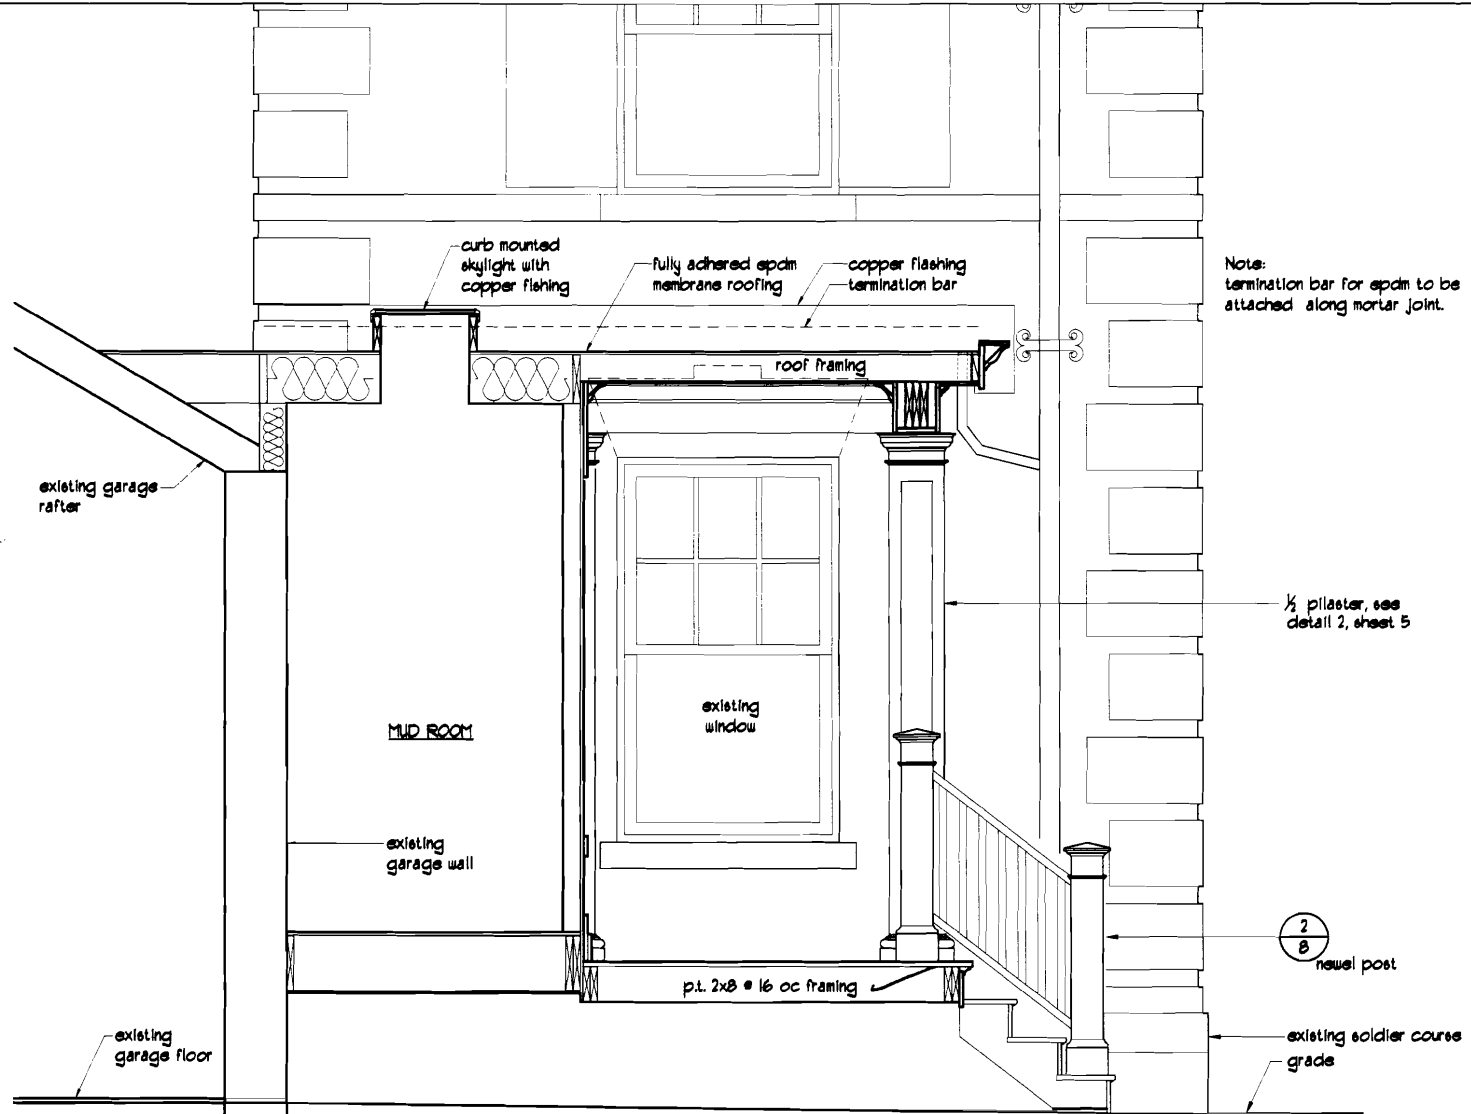 curb mounted
skylight with
copper flshing
fully adhered epdm
membrane roofing
copper flashing
termination bar
Note:
termination bar for epdm to be
attached along mortar joint.
roof framing
existing garage
rafter
½ pilaster, see
detail 2, sheet 5
existing
window
MUD ROOM
existing
garage wall
2
8
newel post
p.t. 2x8 @ 16 oc framing
existing
garage floor
existing soldier course
grade